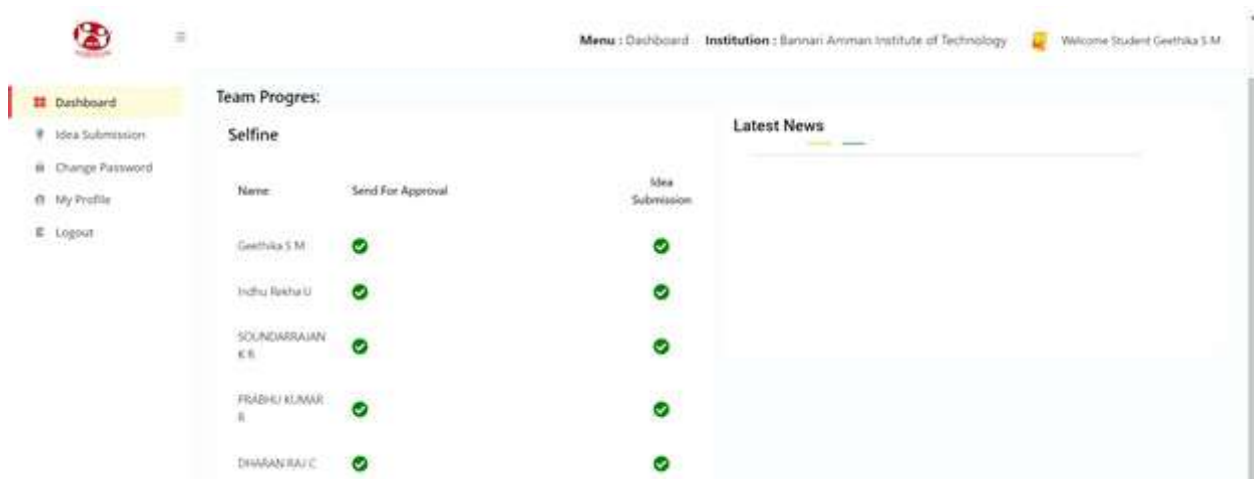 Menu : Dashboard Institution : Bannari Amman Institute of Technology Welcome Student Geethika S M
Dashboard
Idea Submission
Change Password
My Profile
Logout
Team Progres:
Selfine
Name Send For Approval Idea
Submission
Geethika S M
Indhu Rekha U
SOUNDARRAJAN
K R
PRABHU KUMAR
R
DHARAN RAJ C
Latest News